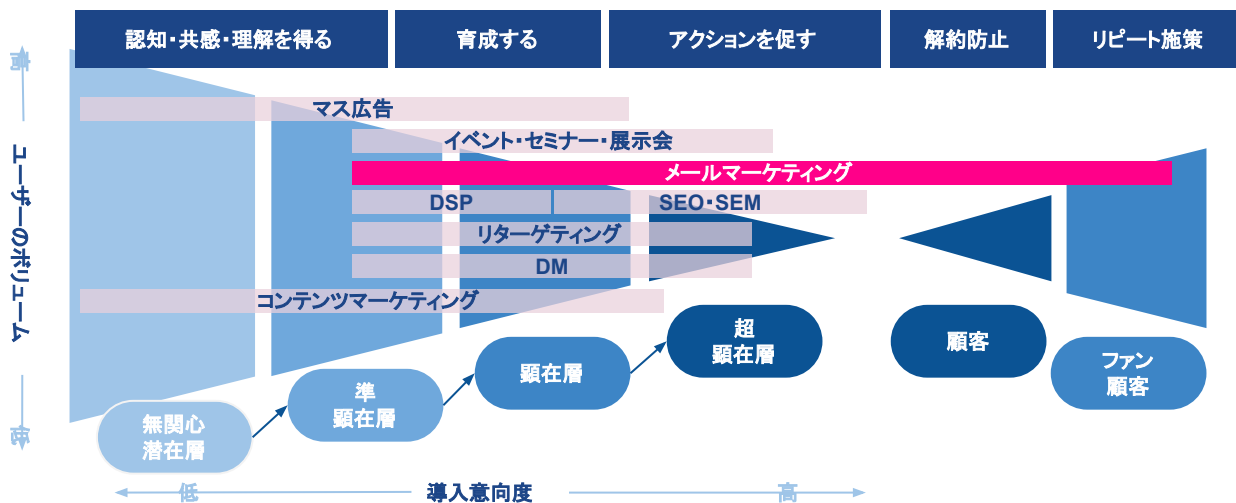 認知・共感・理解を得る
育成する
アクションを促す
解約防止
リピート施策
高
ユーザーのボリューム
低
マス広告
イベント・セミナー・展示会
メールマーケティング
DSP
SEO・SEM
リターゲティング
DM
コンテンツマーケティング
無関心
潜在層
準
顕在層
顕在層
超
顕在層
顧客
ファン
顧客
低
導入意向度
高